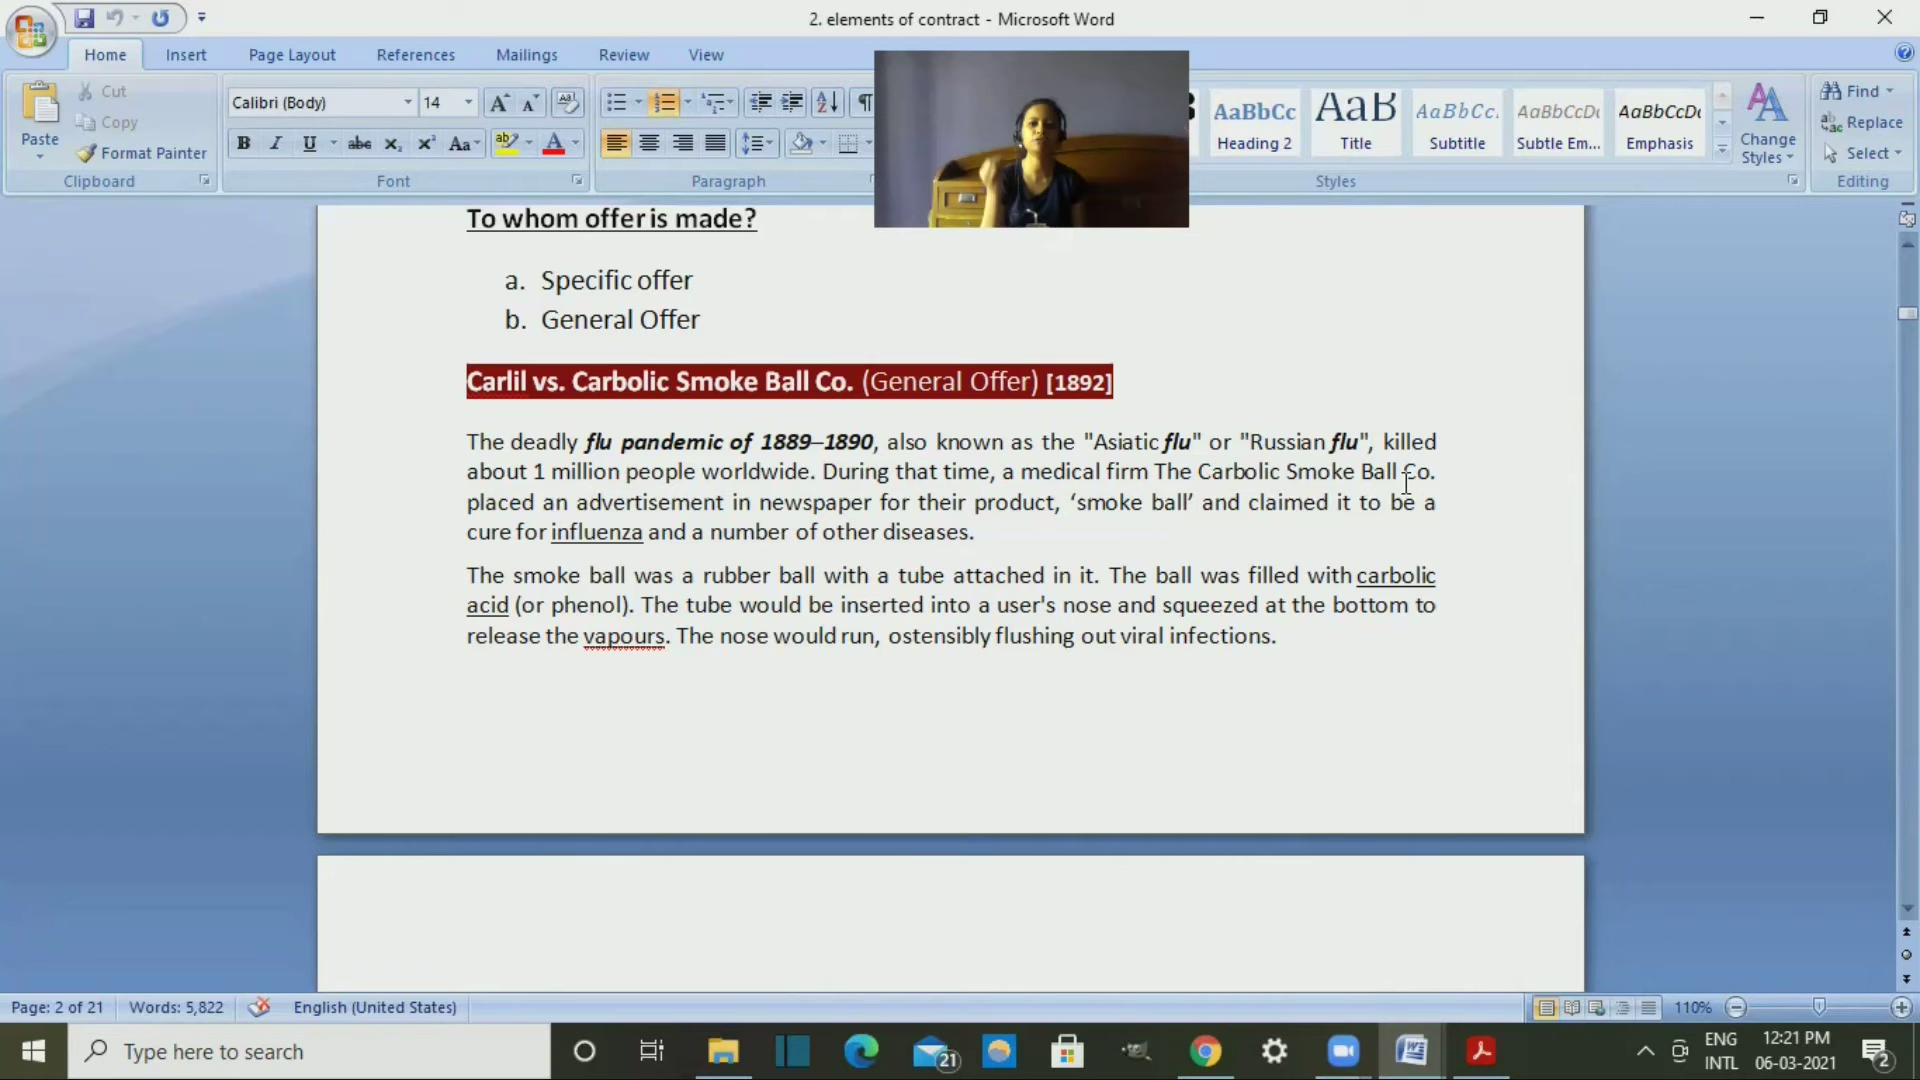 2. elements of contract - Microsoft Word
Home Insert Page Layout References Mailings Review View
Paste
Cut
Copy
Format Painter
Clipboard
Calibri (Body) 14
Font
Paragraph
AaBbCc AaB AaBbCc. AaBbCcDc AaBbCcDc
Heading 2 Title Subtitle Subtle Em... Emphasis
Change
Styles
Styles
Find
Replace
Select
Editing
To whom offer is made?
a. Specific offer
b. General Offer
Carlil vs. Carbolic Smoke Ball Co. (General Offer) [1892]
The deadly flu pandemic of 1889–1890, also known as the "Asiatic flu" or "Russian flu", killed
about 1 million people worldwide. During that time, a medical firm The Carbolic Smoke Ball Co.
placed an advertisement in newspaper for their product, ‘smoke ball’ and claimed it to be a
cure for influenza and a number of other diseases.
The smoke ball was a rubber ball with a tube attached in it. The ball was filled with carbolic
acid (or phenol). The tube would be inserted into a user's nose and squeezed at the bottom to
release the vapours. The nose would run, ostensibly flushing out viral infections.
Page: 2 of 21 Words: 5,822 English (United States) 110%
Type here to search
21
ENG
INTL
12:21 PM
06-03-2021
2